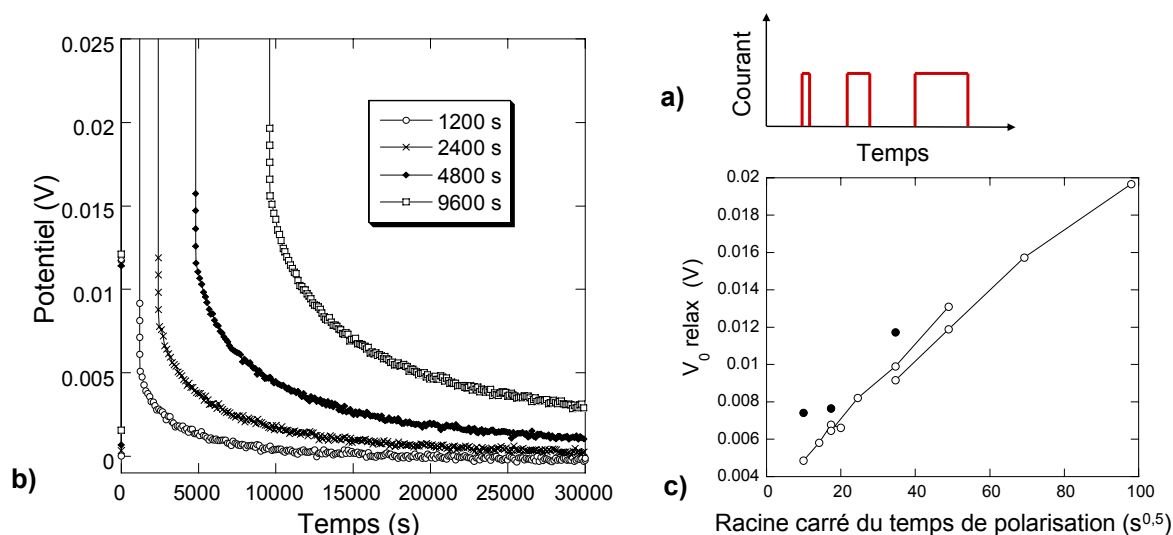 0.025
0.02
0.015
0.01
0.005
0
Potentiel (V)
1200 s
2400 s
4800 s
9600 s
0 5000 10000 15000 20000 25000 30000
Temps (s)
b)
a)
Courant
Temps
0.02
0.018
0.016
0.014
0.012
0.01
0.008
0.006
0.004
V0 relax (V)
0 20 40 60 80 100
c)
Racine carré du temps de polarisation (s0,5)